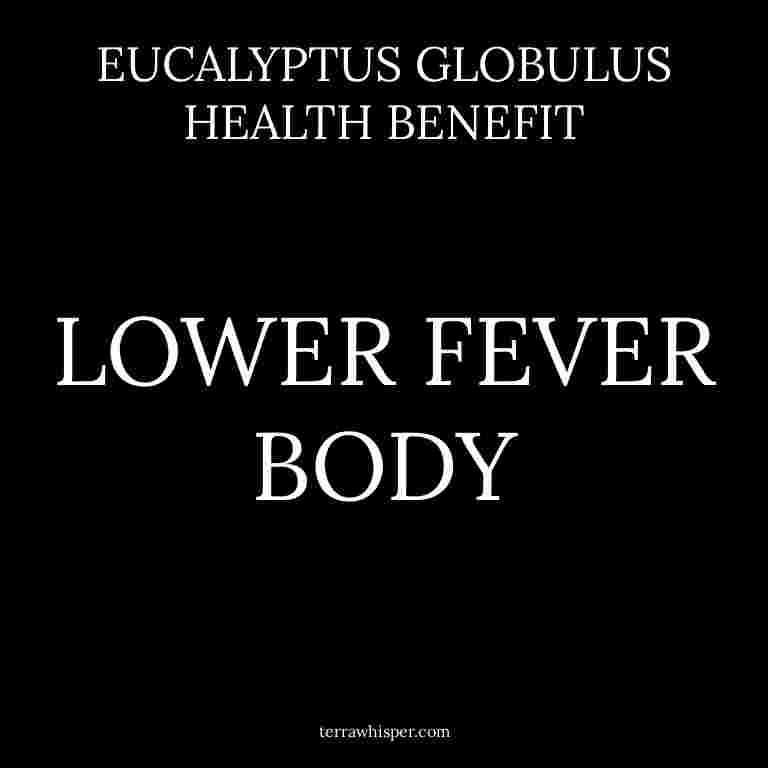 EUCALYPTUS GLOBULUS
HEALTH BENEFIT
LOWER FEVER
BODY
terrawhisper.com